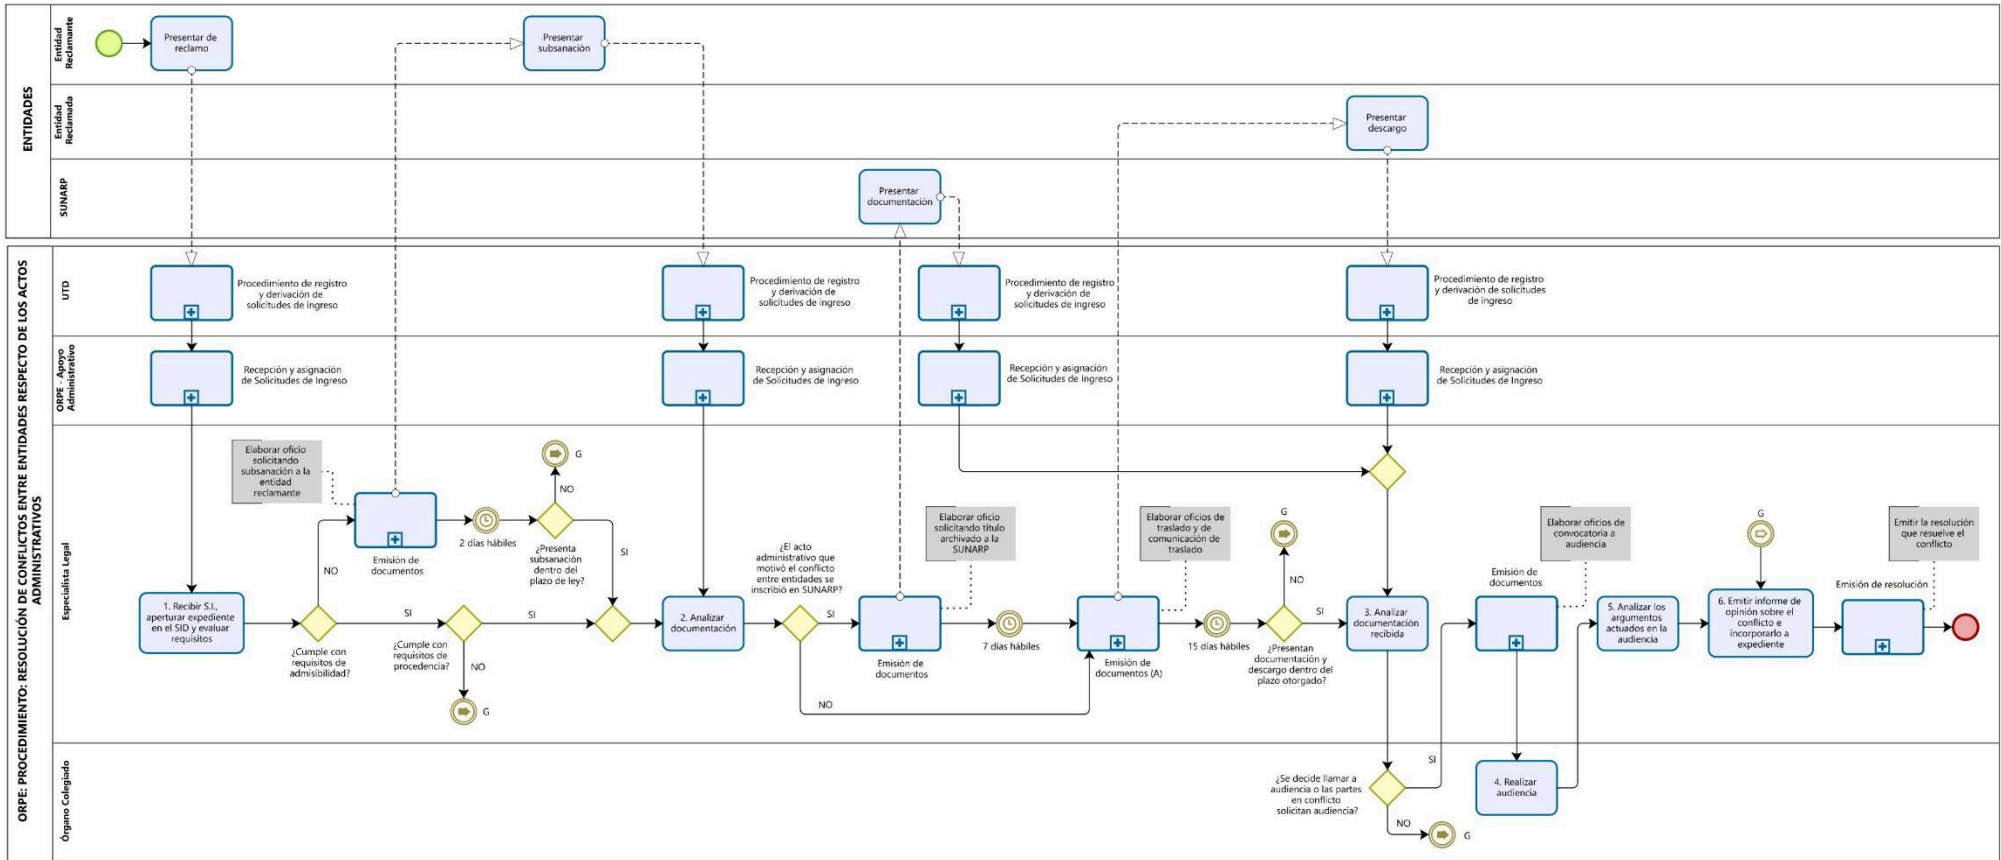 ENTIDADES
Entidad
Reclamante
Presentar de
reclamo
Presentar
subsanación
Entidad
Reclamada
Presentar
descargo
SUNARP
Presentar
documentación
ORPE: PROCEDIMIENTO: RESOLUCIÓN DE CONFLICTOS ENTRE ENTIDADES RESPECTO DE LOS ACTOS
ADMINISTRATIVOS
UTD
Procedimiento de registro
y derivación de
solicitudes de ingreso
Procedimiento de registro
y derivación de
solicitudes de ingreso
Procedimiento de registro
y derivación de
solicitudes de ingreso
Procedimiento de registro
y derivación de solicitudes
de ingreso
ORPE - Apoyo
Administrativo
Recepción y asignación
de Solicitudes de Ingreso
Recepción y asignación
de Solicitudes de Ingreso
Recepción y asignación
de Solicitudes de Ingreso
Recepción y asignación
de Solicitudes de Ingreso
Especialista Legal
1. Recibir S.I.,
aperturar expediente
en el SID y evaluar
requisitos
¿Cumple con
requisitos de
admisibilidad?
NO
SI
Elaborar oficio
solicitando
subsanación a la
entidad
reclamante
Emisión de
documentos
2 días hábiles
¿Presenta
subsanación
dentro del
plazo de ley?
NO
G
SI
¿Cumple con
requisitos de
procedencia?
SI
NO
G
2. Analizar
documentación
¿El acto
administrativo que
motivó el conflicto
entre entidades se
inscribió en SUNARP?
SI
NO
Elaborar oficio
solicitando título
archivado a la
SUNARP
Emisión de
documentos
7 días hábiles
Elaborar oficios de
traslado y de
comunicación de
traslado
Emisión de
documentos (A)
15 días hábiles
G
NO
SI
¿Presentan
documentación y
descargo dentro del
plazo otorgado?
3. Analizar
documentación
recibida
Elaborar oficios de
convocatoria a
audiencia
Emisión de
documentos
5. Analizar los
argumentos
actuados en la
audiencia
G
6. Emitir informe de
opinión sobre el
conflicto e
incorporarlo a
expediente
Emitir la resolución
que resuelve el
conflicto
Emisión de resolución
Órgano Colegiado
¿Se decide llamar a
audiencia o las partes
en conflicto
solicitan audiencia?
SI
NO
G
4. Realizar
audiencia